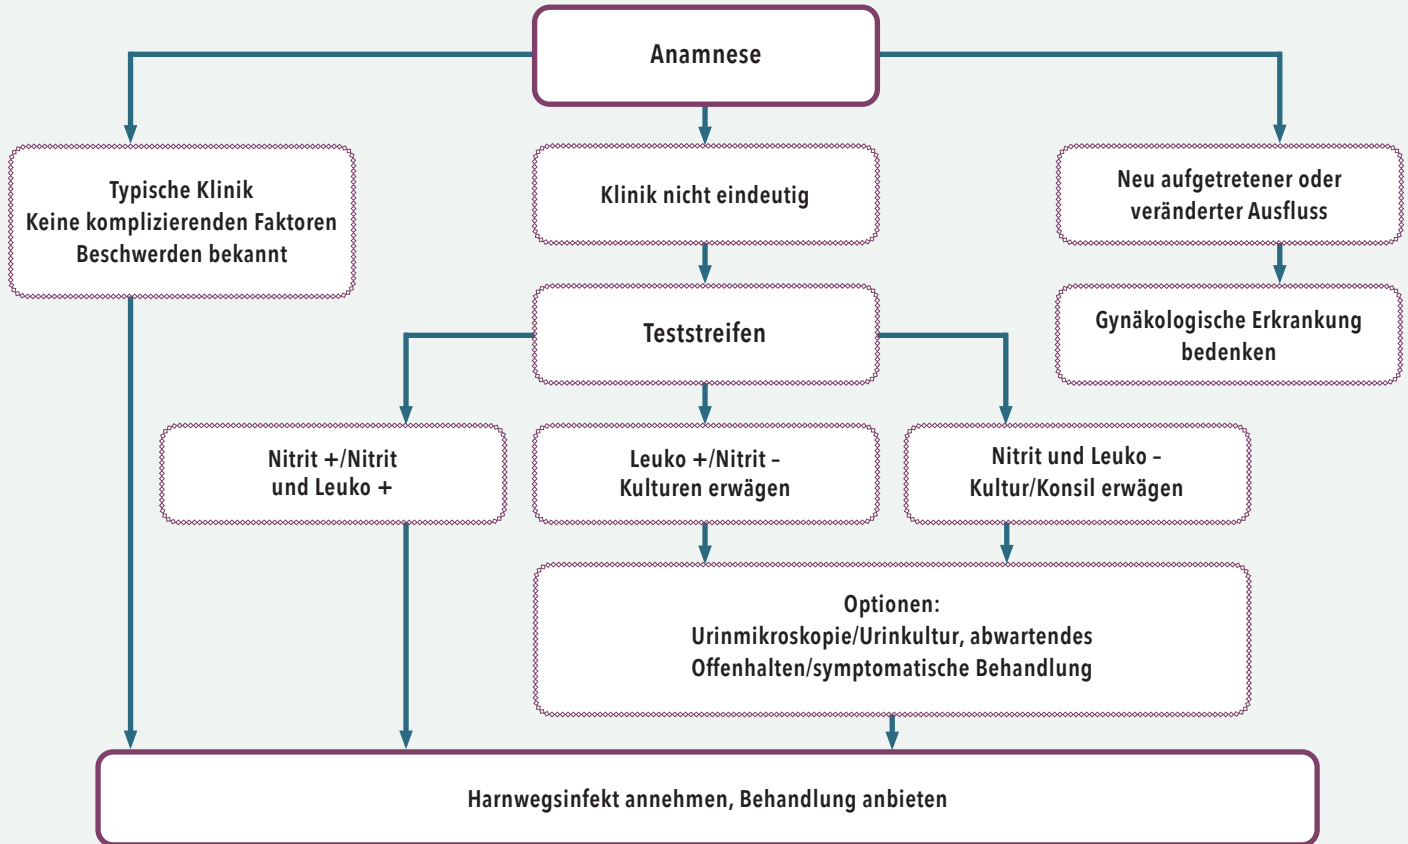 Anamnese
Typische Klinik
Keine komplizierenden Faktoren
Beschwerden bekannt
Klinik nicht eindeutig
Neu aufgetretener oder
veränderter Ausfluss
Teststreifen
Gynäkologische Erkrankung
bedenken
Nitrit +/Nitrit
und Leuko +
Leuko +/Nitrit –
Kulturen erwägen
Nitrit und Leuko –
Kultur/Konsil erwägen
Optionen:
Urinmikroskopie/Urinkultur, abwartendes
Offenhalten/symptomatische Behandlung
Harnwegsinfekt annehmen, Behandlung anbieten